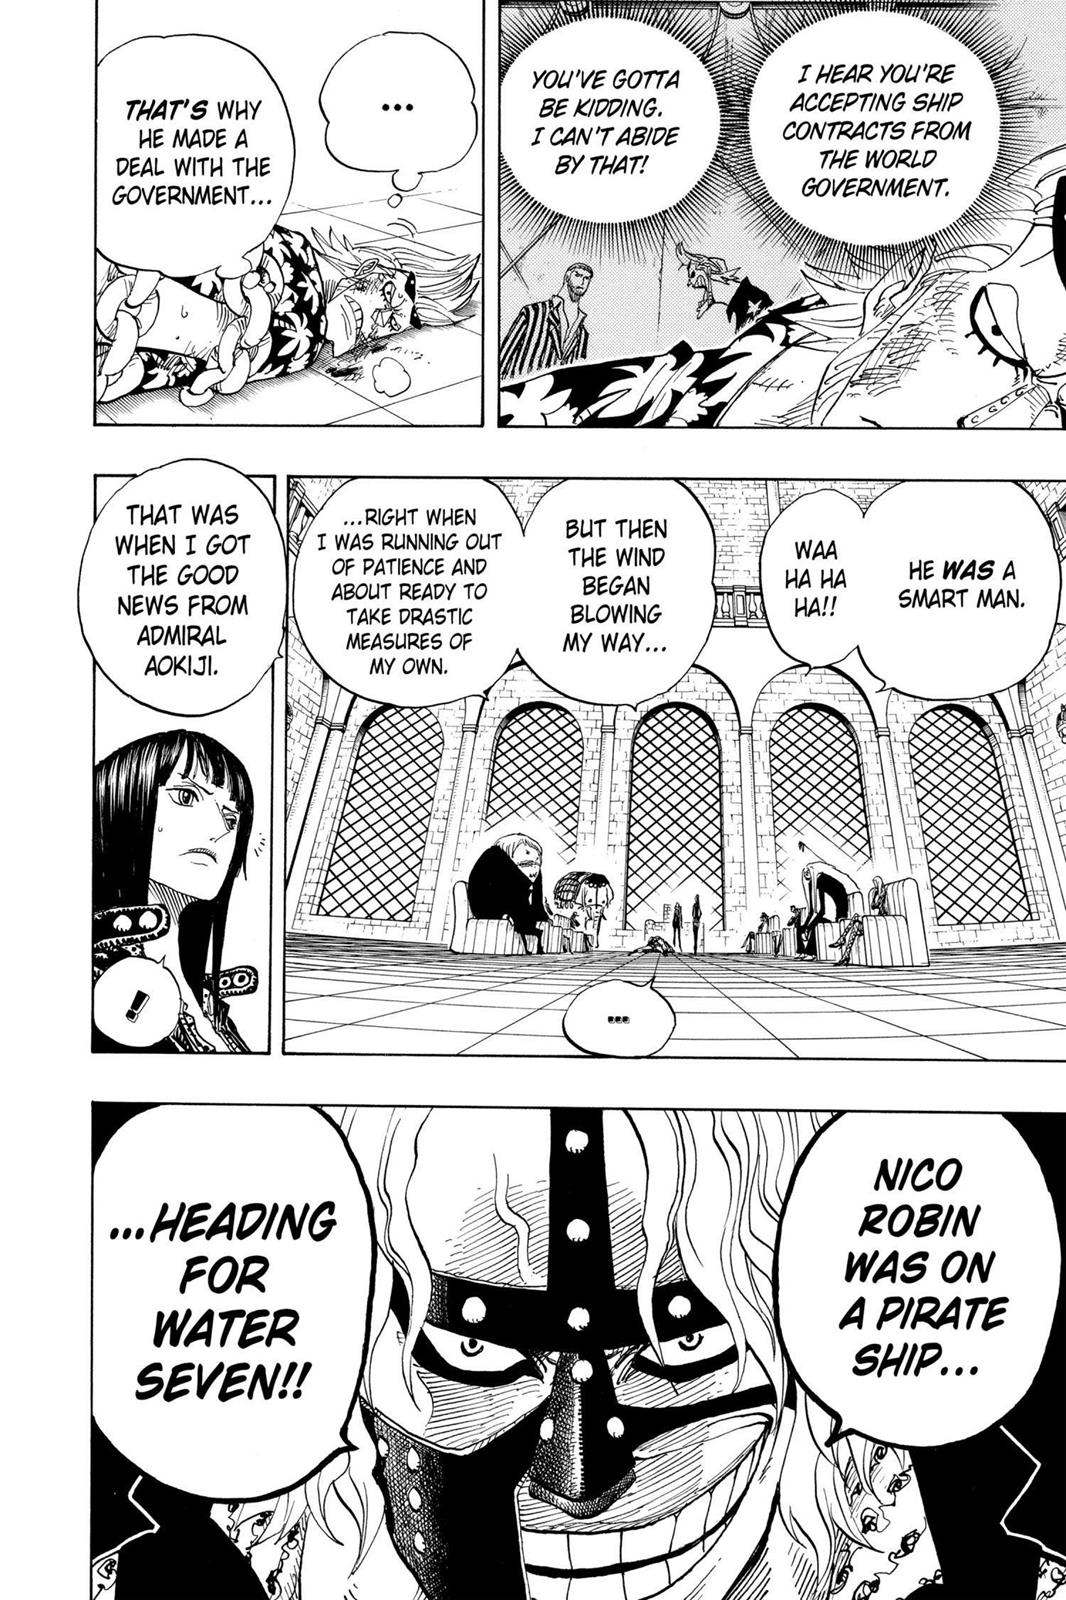 I HEAR YOU'RE
ACCEPTING SHIP
CONTRACTS FROM
THE WORLD
GOVERNMENT.
YOU'VE GOTTA
BE KIDDING.
I CAN'T ABIDE
BY THAT!
...
THAT'S WHY
HE MADE A
DEAL WITH THE
GOVERNMENT...
HE WAS A
SMART MAN.
WAA
HA HA
HA!!
BUT THEN
THE WIND
BEGAN
BLOWING
MY WAY...
...RIGHT WHEN
I WAS RUNNING OUT
OF PATIENCE AND
ABOUT READY TO
TAKE DRASTIC
MEASURES OF
MY OWN.
...
THAT WAS
WHEN I GOT
THE GOOD
NEWS FROM
ADMIRAL
AOKIJI.
!
NICO
ROBIN
WAS ON
A PIRATE
SHIP...
...HEADING
FOR
WATER
SEVEN!!